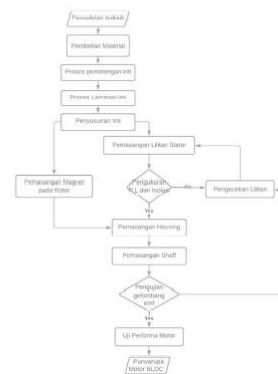 Pemodelan terbaik
Pembelian Material
Proses pemotongan Inti
Proses Laminasi Inti
Penyusunan Inti
Pemasangan Lilitan Stator
Pemasangan Magnet
pada Rotor
Pengukuran
R,L dan Isolasi
No
Pengecekan Lilitan
Yes
Pemasangan Housing
Pemasangan Shaft
Pengujian
gelombang
emf
Yes
Uji Performa Motor
Purwarupa
Motor BLDC